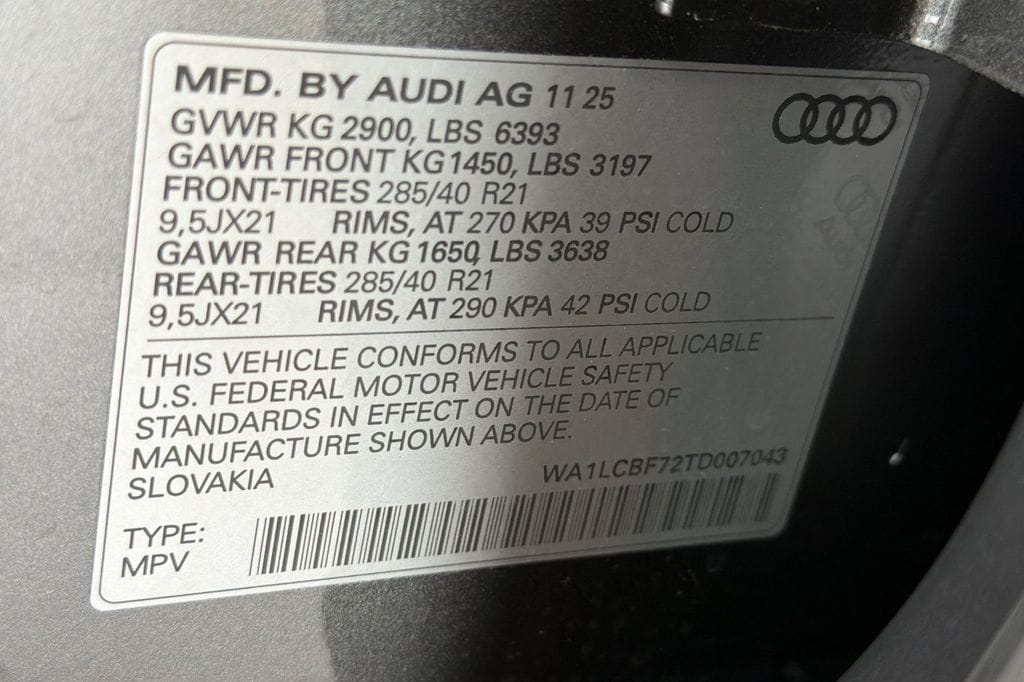 MFD. BY AUDI AG 11 25
GVWR KG 2900, LBS 6393
GAWR FRONT KG1450, LBS 3197
FRONT-TIRES 285/40 R21
9,5JX21 RIMS, AT 270 KPA 39 PSI COLD
GAWR REAR KG 1650, LBS 3638
REAR-TIRES 285/40 R21
9,5JX21 RIMS, AT 290 KPA 42 PSI COLD
THIS VEHICLE CONFORMS TO ALL APPLICABLE
U.S. FEDERAL MOTOR VEHICLE SAFETY
STANDARDS IN EFFECT ON THE DATE OF
MANUFACTURE SHOWN ABOVE.
SLOVAKIA
WA1LCBF72TD007043
TYPE:
MPV